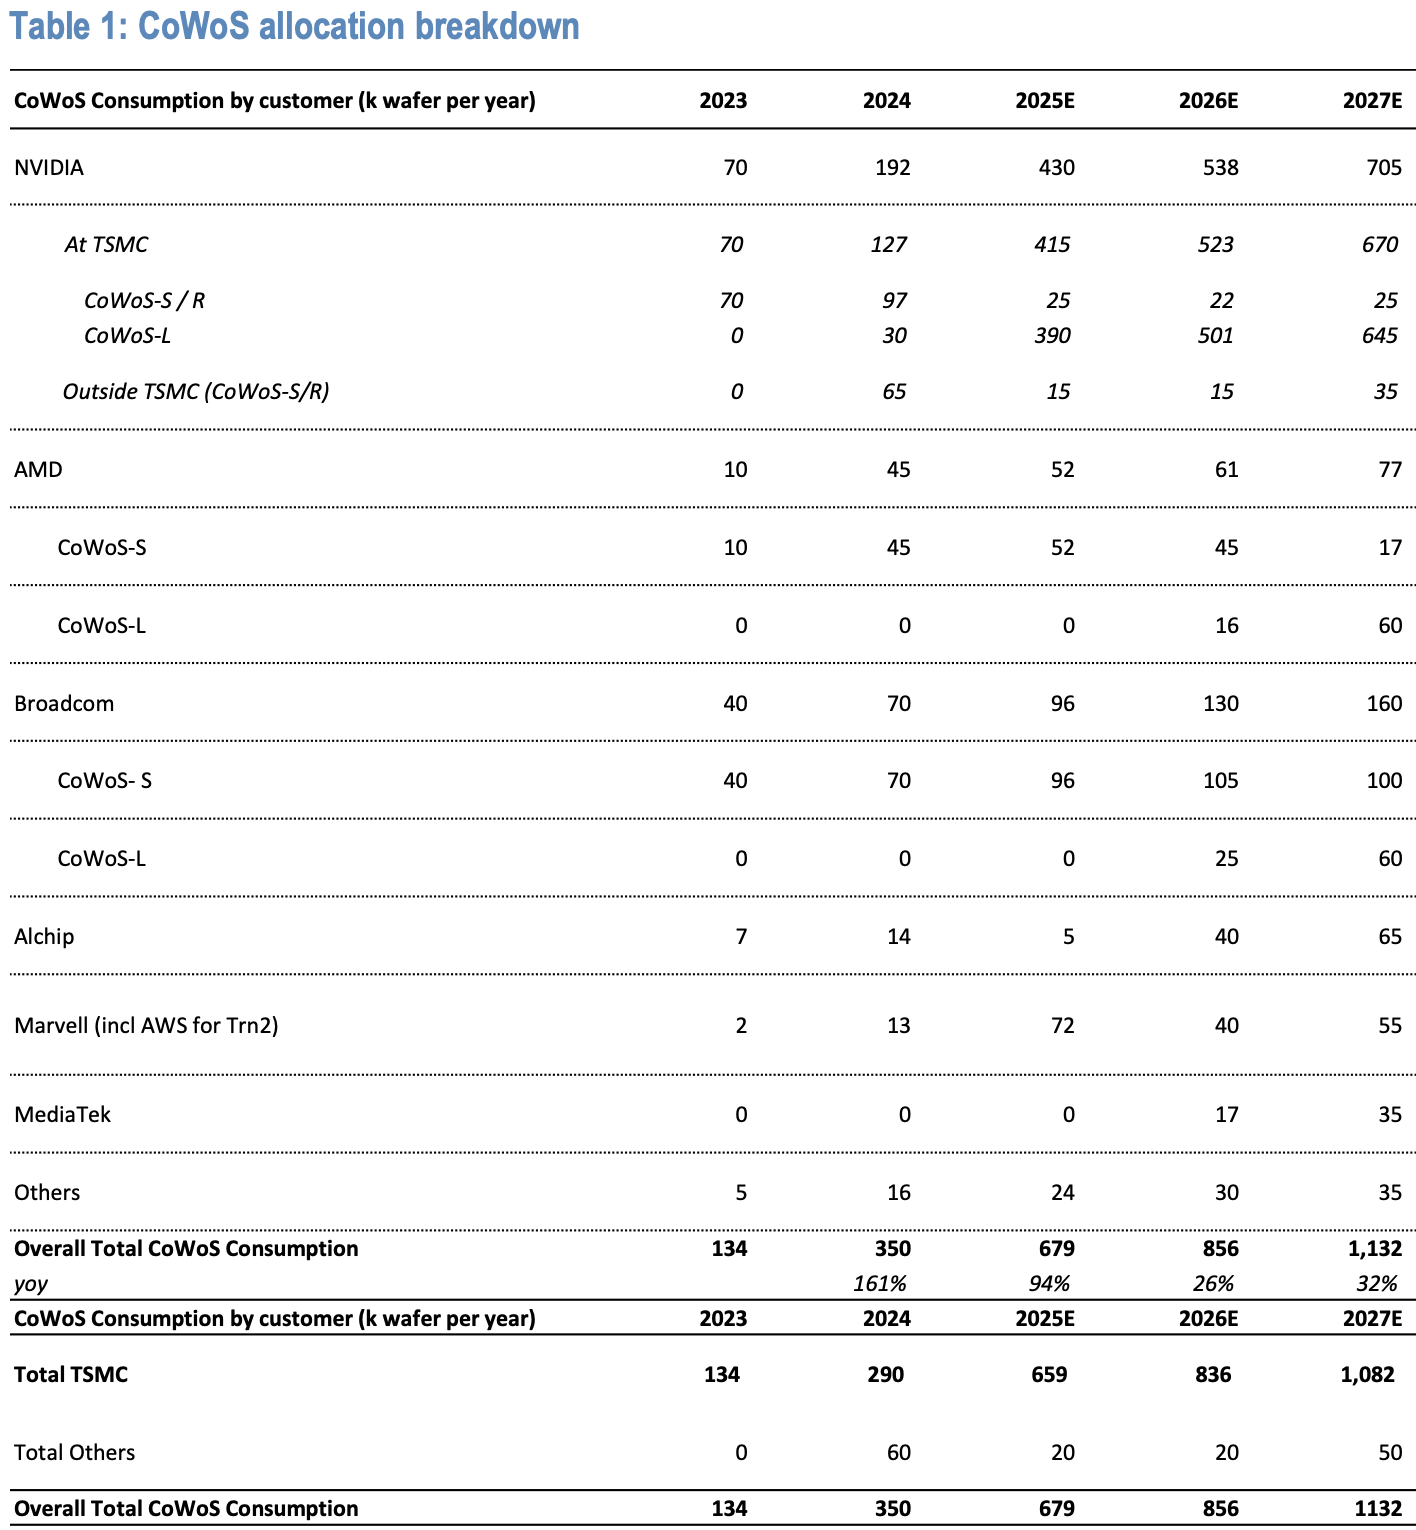 Table 1: CoWoS allocation breakdown
CoWoS Consumption by customer (k wafer per year) 2023 2024 2025E 2026E 2027E
NVIDIA 70 192 430 538 705
At TSMC 70 127 415 523 670
CoWoS-S / R 70 97 25 22 25
CoWoS-L 0 30 390 501 645
Outside TSMC (CoWoS-S/R) 0 65 15 15 35
AMD 10 45 52 61 77
CoWoS-S 10 45 52 45 17
CoWoS-L 0 0 0 16 60
Broadcom 40 70 96 130 160
CoWoS- S 40 70 96 105 100
CoWoS-L 0 0 0 25 60
Alchip 7 14 5 40 65
Marvell (incl AWS for Trn2) 2 13 72 40 55
MediaTek 0 0 0 17 35
Others 5 16 24 30 35
Overall Total CoWoS Consumption 134 350 679 856 1,132
yoy 161% 94% 26% 32%
CoWoS Consumption by customer (k wafer per year) 2023 2024 2025E 2026E 2027E
Total TSMC 134 290 659 836 1,082
Total Others 0 60 20 20 50
Overall Total CoWoS Consumption 134 350 679 856 1132